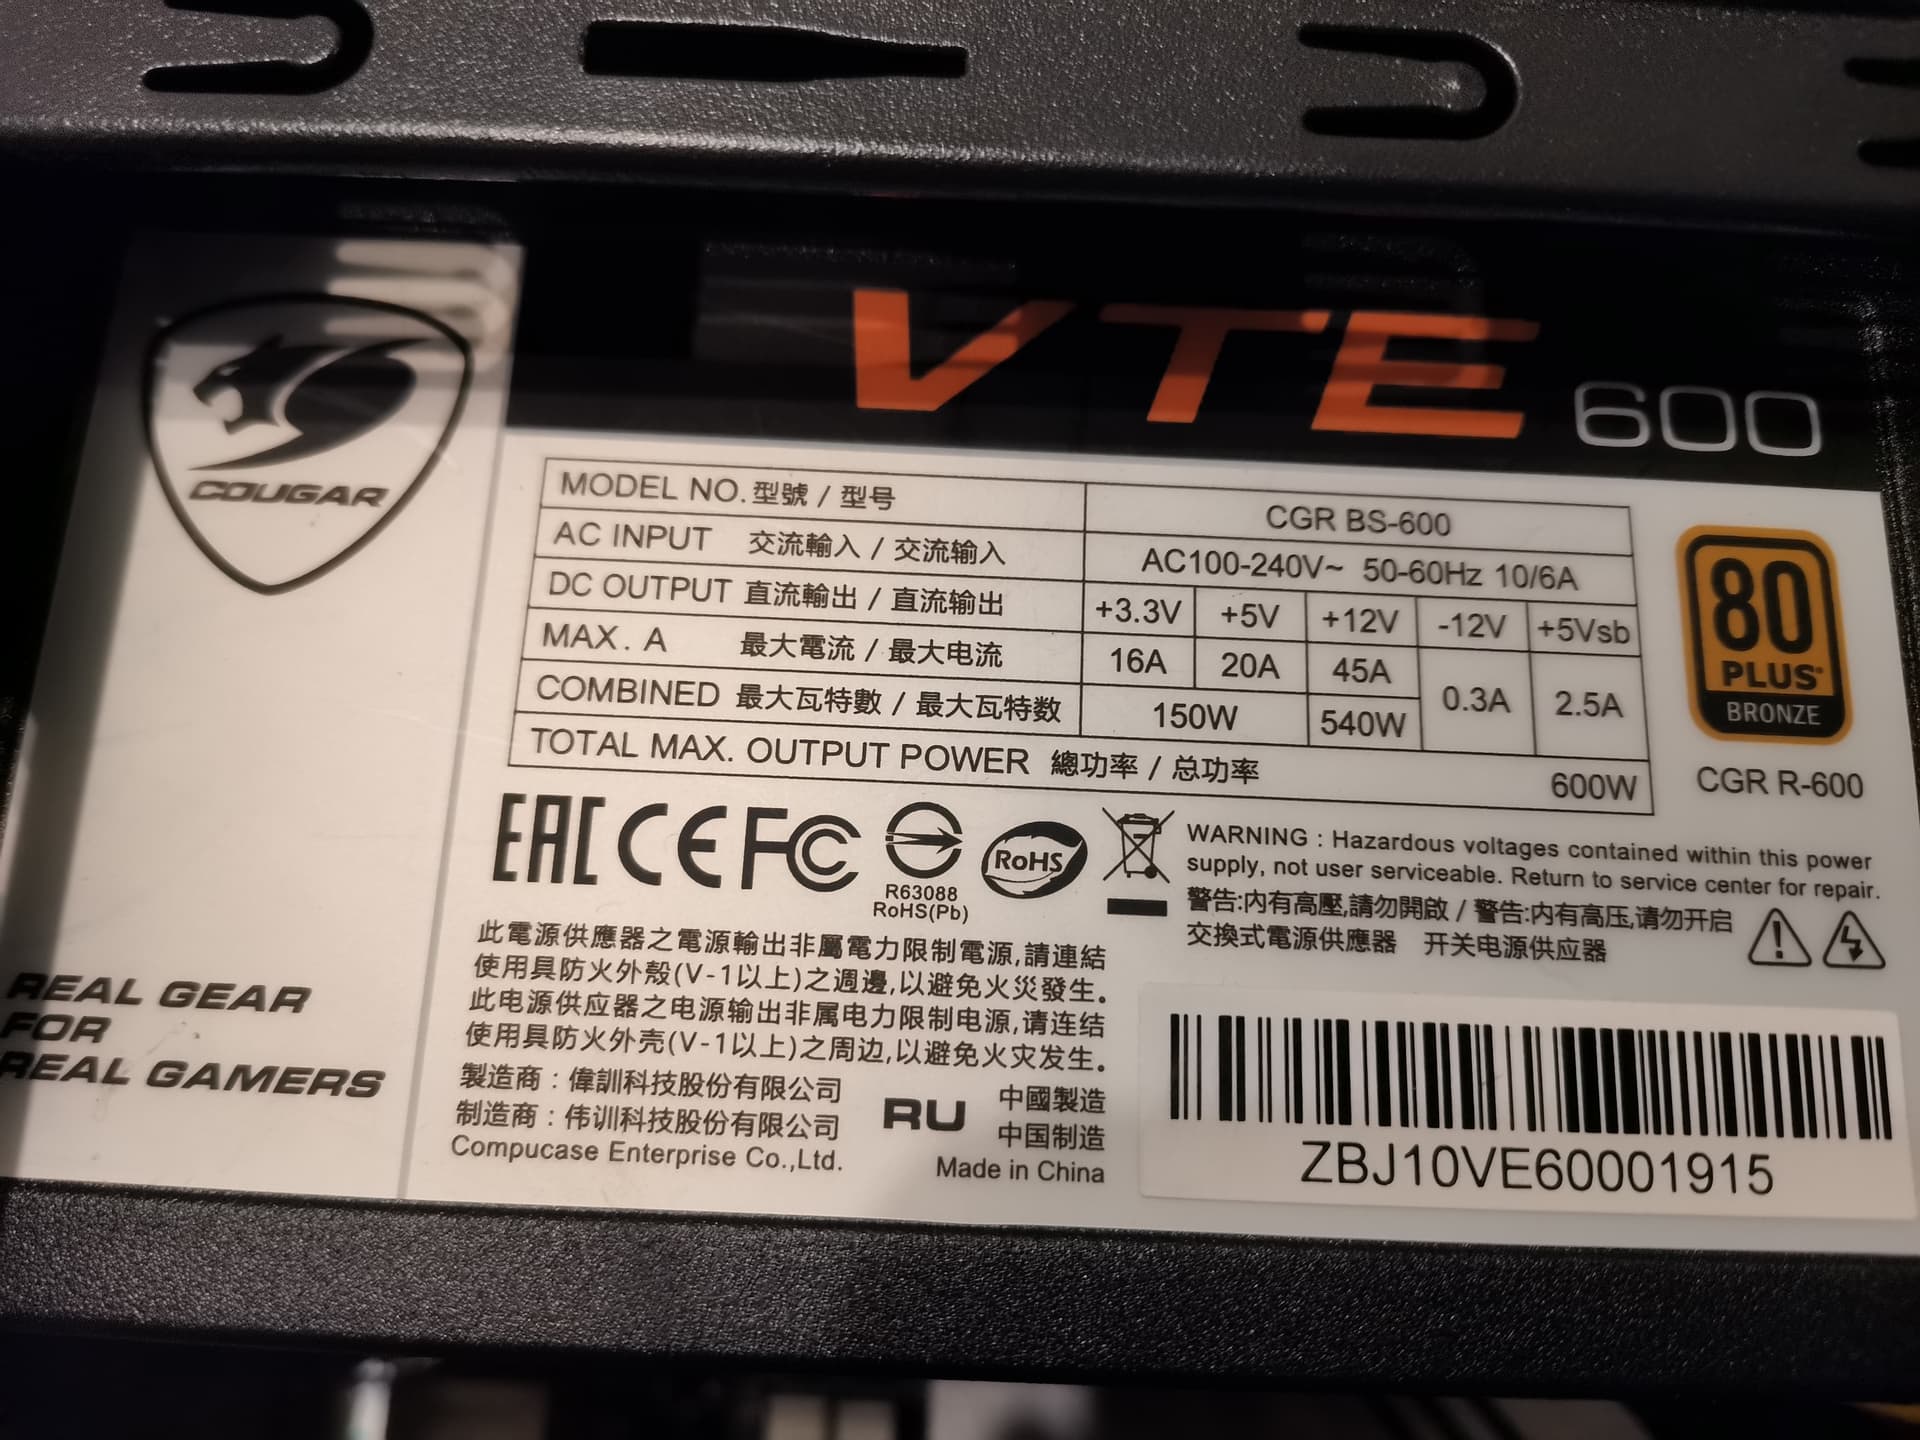 VTE 600
COUGAR
MODEL NO. 型號 / 型号 CGR BS-600
AC INPUT 交流輸入 / 交流输入 AC100-240V~ 50-60Hz 10/6A
DC OUTPUT 直流輸出 / 直流输出 +3.3V +5V +12V -12V +5Vsb
MAX. A 最大電流 / 最大电流 16A 20A 45A 0.3A 2.5A
COMBINED 最大瓦特數 / 最大瓦特数 150W 540W
TOTAL MAX. OUTPUT POWER 總功率 / 总功率 600W
80
PLUS®
BRONZE
CGR R-600
EAC CE FC
R63088
RoHS(Pb)
RoHS
WARNING : Hazardous voltages contained within this power
supply, not user serviceable. Return to service center for repair.
警告:内有高壓,請勿開啟 / 警告:内有高压,请勿开启
交換式電源供應器 开关电源供应器
此電源供應器之電源輸出非屬電力限制電源,請連結
使用具防火外殼(V-1以上)之週邊,以避免火災發生。
此电源供应器之电源输出非属电力限制电源,请连结
使用具防火外壳(V-1以上)之周边,以避免火灾发生。
製造商：偉訓科技股份有限公司
制造商：伟训科技股份有限公司
Compucase Enterprise Co.,Ltd.
RU
中國製造
中国制造
Made in China
ZBJ10VE60001915
REAL GEAR
FOR
REAL GAMERS